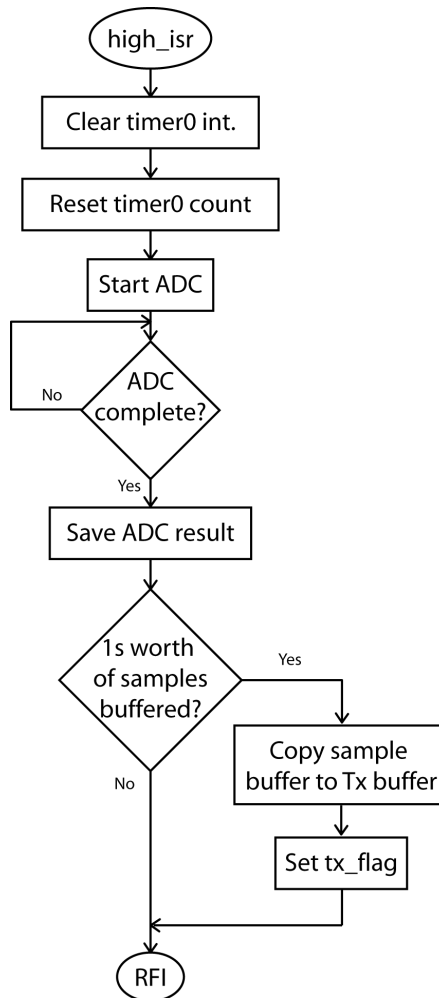 high_isr
Clear timer0 int.
Reset timer0 count
Start ADC
ADC
complete?
No
Yes
Save ADC result
1s worth
of samples
buffered?
Yes
Copy sample
buffer to Tx buffer
No
Set tx_flag
RFI